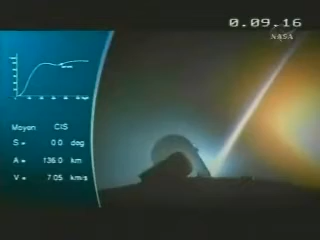 0.09.16
NASA
Moyen CIS
S = 0.0 deg
A = 136.0 km
V = 7.05 km/s